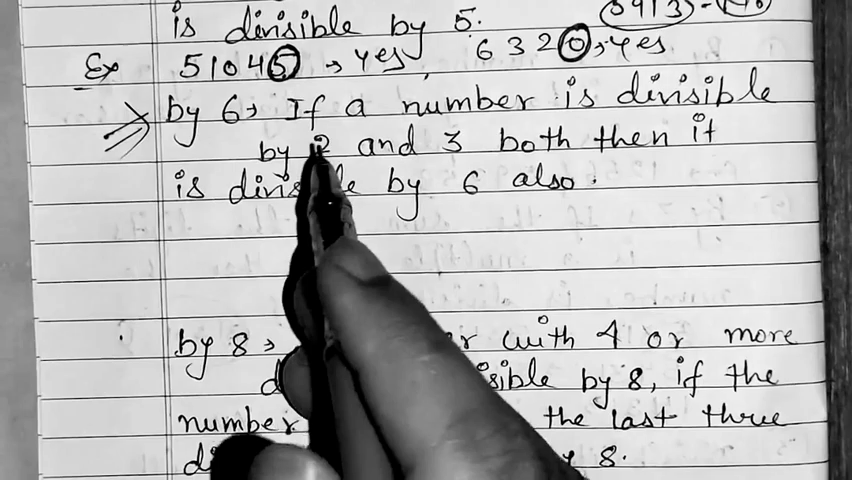 is divisible by 5.
Ex 51045 → Yes, 6320 → Yes
by 6 → If a number is divisible
by 2 and 3 both then it
is divisible by 6 also.
by 8 → with 4 or more
by 8, if the
number the last three
8.